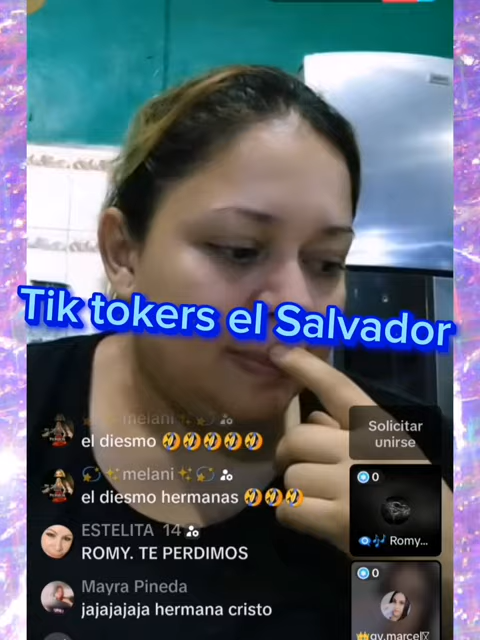 Tik tokers el Salvador
melani
el diesmo 🤣🤣🤣🤣🤣
melani
el diesmo hermanas 🤣🤣🤣
ESTELITA 14
ROMY. TE PERDIMOS
Mayra Pineda
jajajajaja hermana cristo
Solicitar
unirse
0
Romy...
0